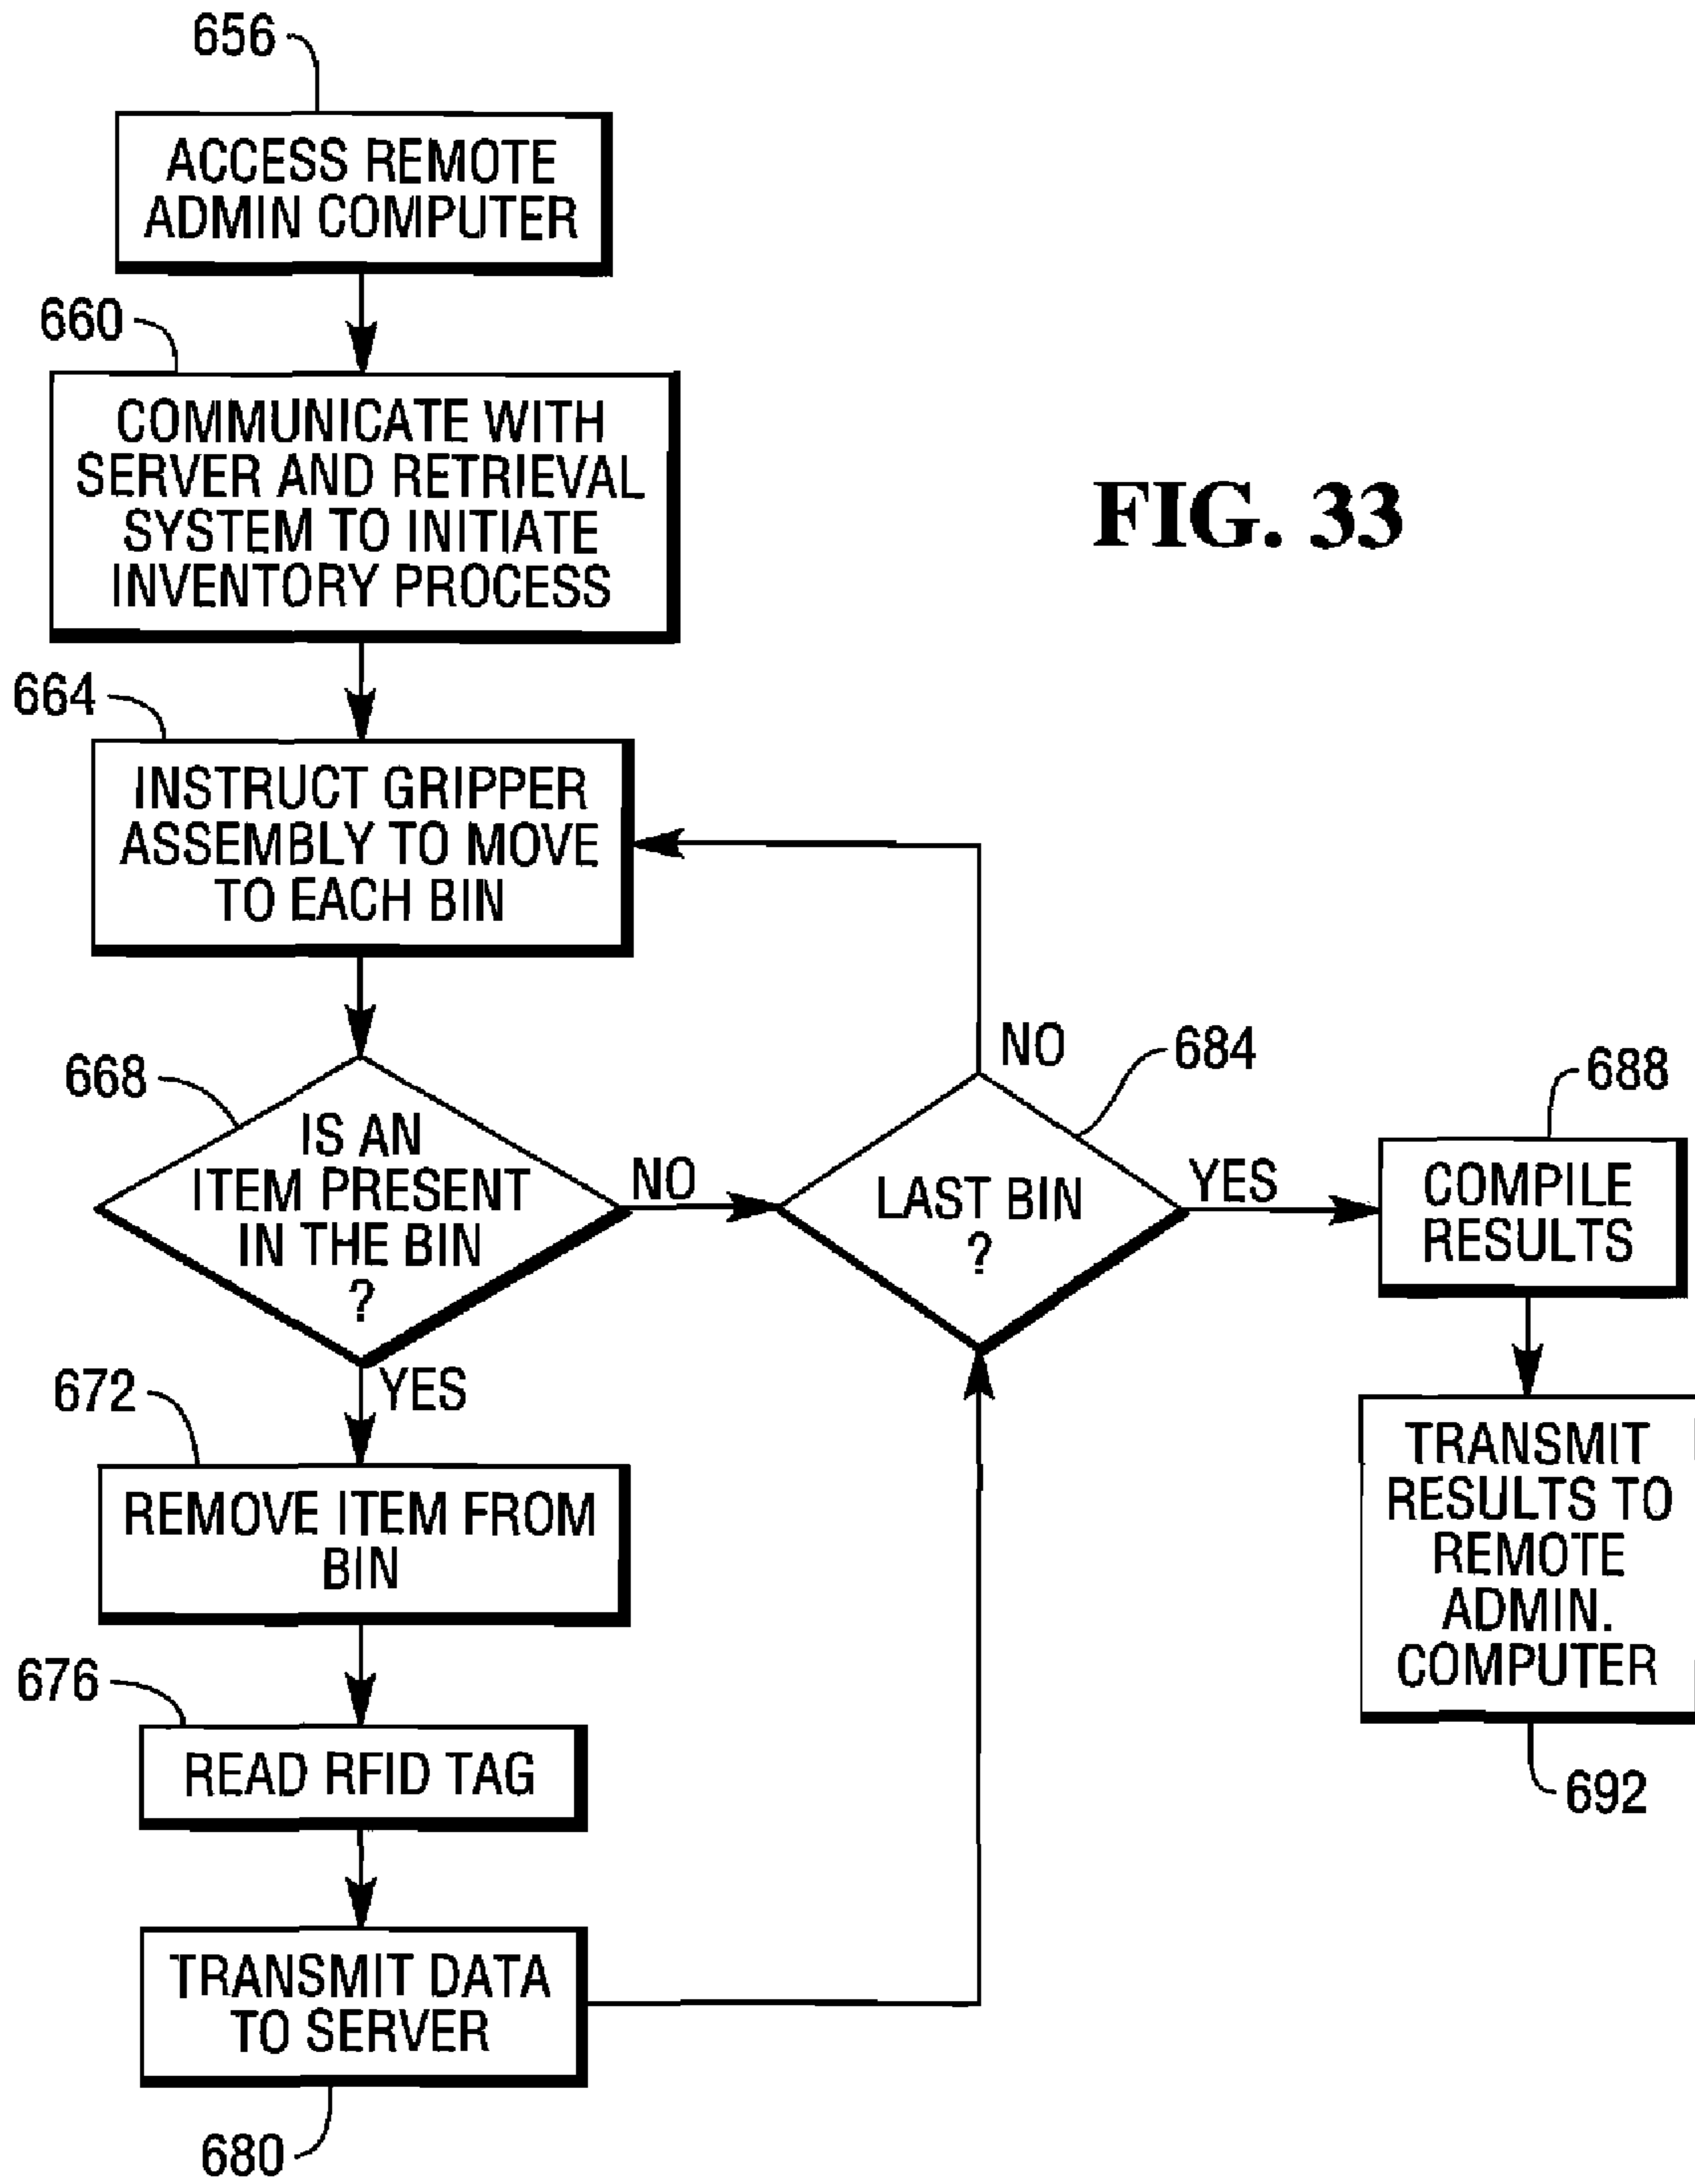 656
ACCESS REMOTE
ADMIN COMPUTER
660
COMMUNICATE WITH
SERVER AND RETRIEVAL
SYSTEM TO INITIATE
INVENTORY PROCESS
FIG. 33
664
INSTRUCT GRIPPER
ASSEMBLY TO MOVE
TO EACH BIN
668
IS AN
ITEM PRESENT
IN THE BIN
?
NO
YES
684
LAST BIN
?
NO
YES
688
COMPILE
RESULTS
672
REMOVE ITEM FROM
BIN
676
READ RFID TAG
TRANSMIT DATA
TO SERVER
680
TRANSMIT
RESULTS TO
REMOTE
ADMIN.
COMPUTER
692